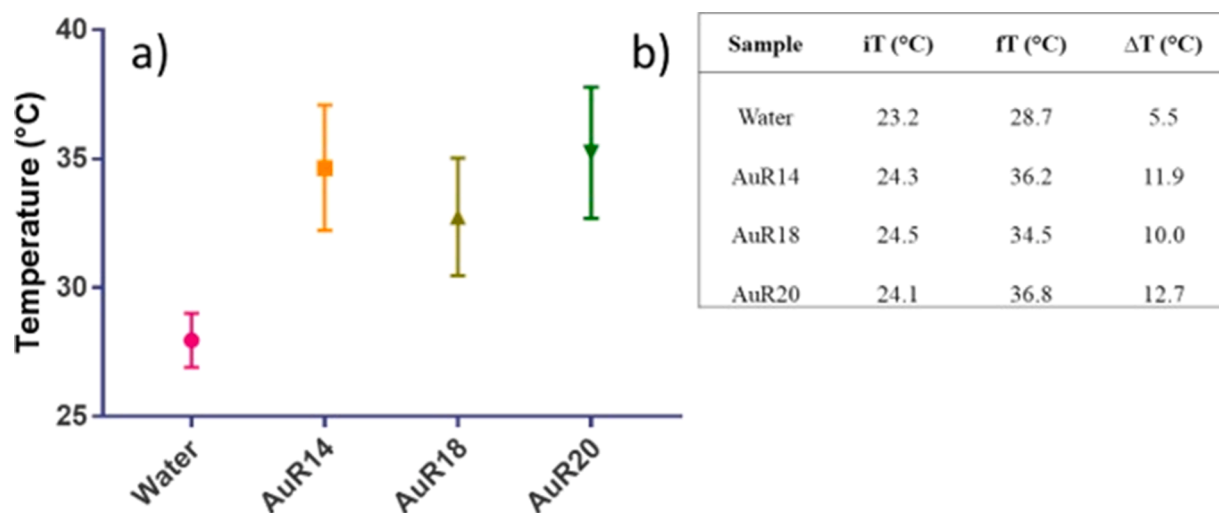 a)
Temperature (°C)
40
35
30
25
Water
AuR14
AuR18
AuR20
b)
Sample iT (°C) fT (°C) ΔT (°C)
Water 23.2 28.7 5.5
AuR14 24.3 36.2 11.9
AuR18 24.5 34.5 10.0
AuR20 24.1 36.8 12.7